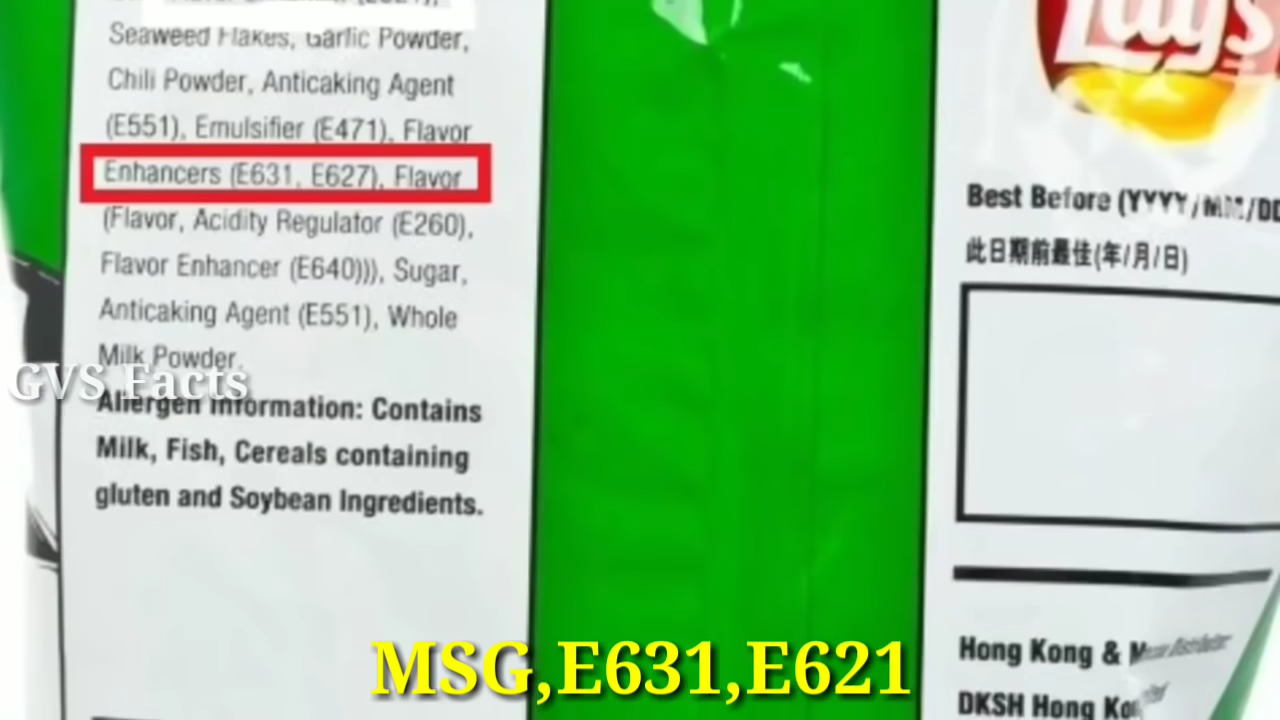 Seaweed Flakes, Garlic Powder,
Chili Powder, Anticaking Agent
(E551), Emulsifier (E471), Flavor
Enhancers (E631, E627), Flavor
(Flavor, Acidity Regulator (E260),
Flavor Enhancer (E640))), Sugar,
Anticaking Agent (E551), Whole
Milk Powder.
Allergen Information: Contains
Milk, Fish, Cereals containing
gluten and Soybean Ingredients.
GVS Facts
Lay's
Best Before (YYYY/MM/DD
此日期前最佳(年/月/日)
Hong Kong &
DKSH Hong
MSG,E631,E621